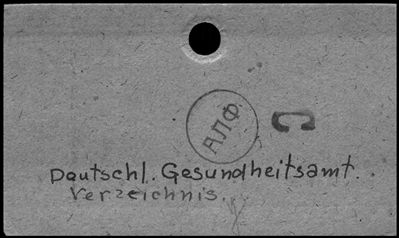 АЛФ
C
Deutschl. Gesundheitsamt.
Verzeichnis.